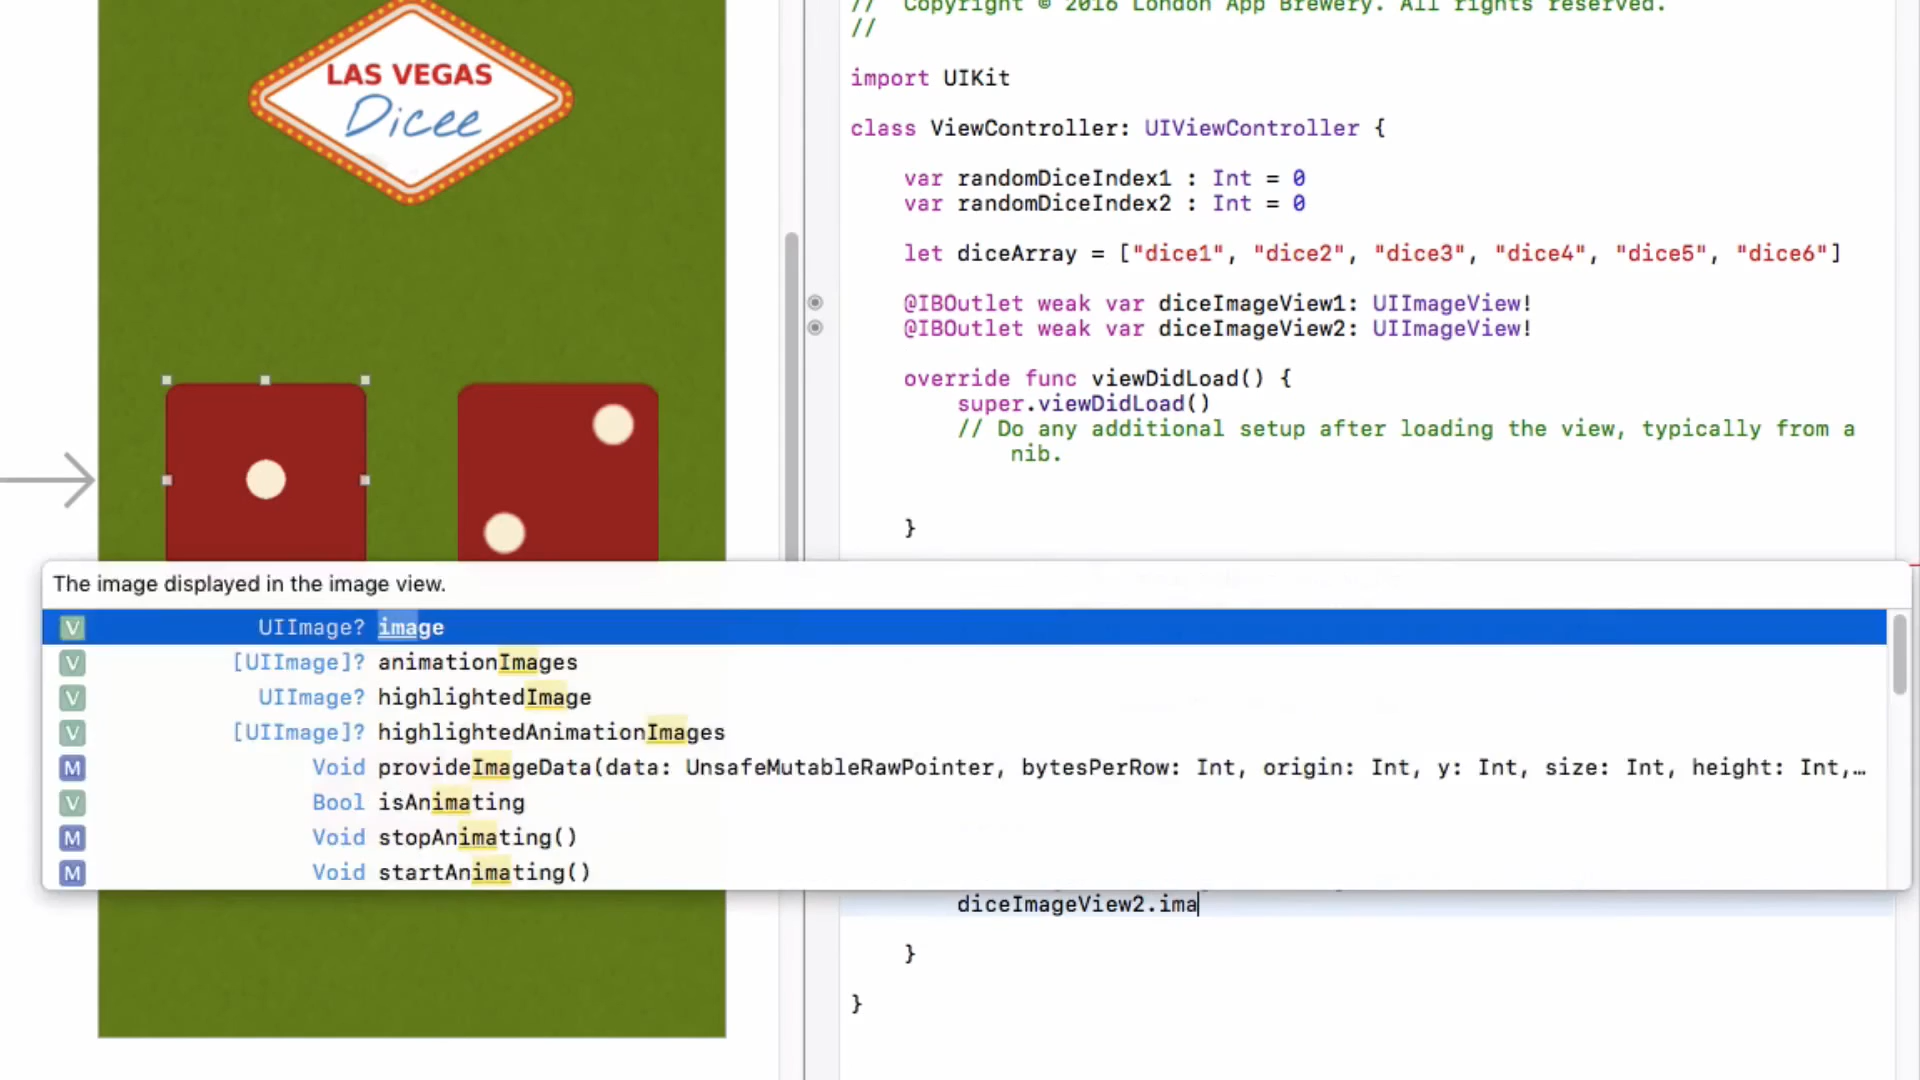 LAS VEGAS
Dicee
// Copyright © 2016 London App Brewery. All rights reserved.
//
import UIKit
class ViewController: UIViewController {
var randomDiceIndex1 : Int = 0
var randomDiceIndex2 : Int = 0
let diceArray = ["dice1", "dice2", "dice3", "dice4", "dice5", "dice6"]
@IBOutlet weak var diceImageView1: UIImageView!
@IBOutlet weak var diceImageView2: UIImageView!
override func viewDidLoad() {
super.viewDidLoad()
// Do any additional setup after loading the view, typically from a
nib.
}
The image displayed in the image view.
V UIImage? image
V [UIImage]? animationImages
V UIImage? highlightedImage
V [UIImage]? highlightedAnimationImages
M Void provideImageData(data: UnsafeMutableRawPointer, bytesPerRow: Int, origin: Int, y: Int, size: Int, height: Int,…
V Bool isAnimating
M Void stopAnimating()
M Void startAnimating()
diceImageView2.ima
}
}